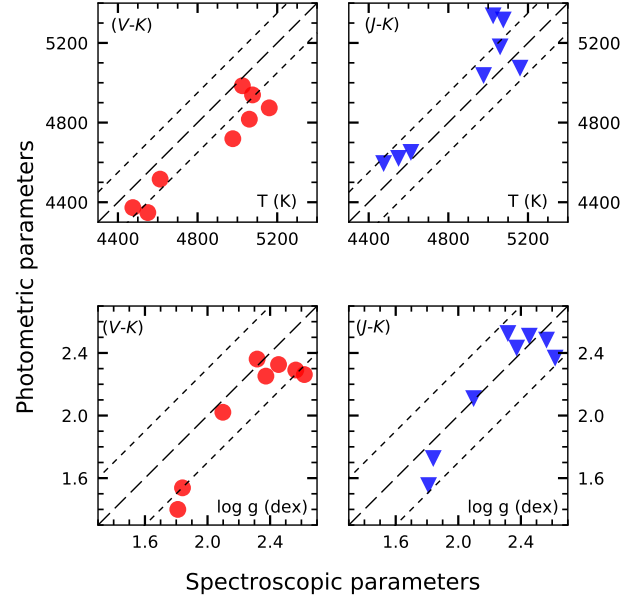 (V-K)
(J-K)
5200
4800
4400
5200
4800
4400
T (K)
T (K)
4400 4800 5200
4400 4800 5200
Photometric parameters
(V-K)
(J-K)
2.4
2.0
1.6
2.4
2.0
1.6
log g (dex)
log g (dex)
1.6 2.0 2.4
1.6 2.0 2.4
Spectroscopic parameters